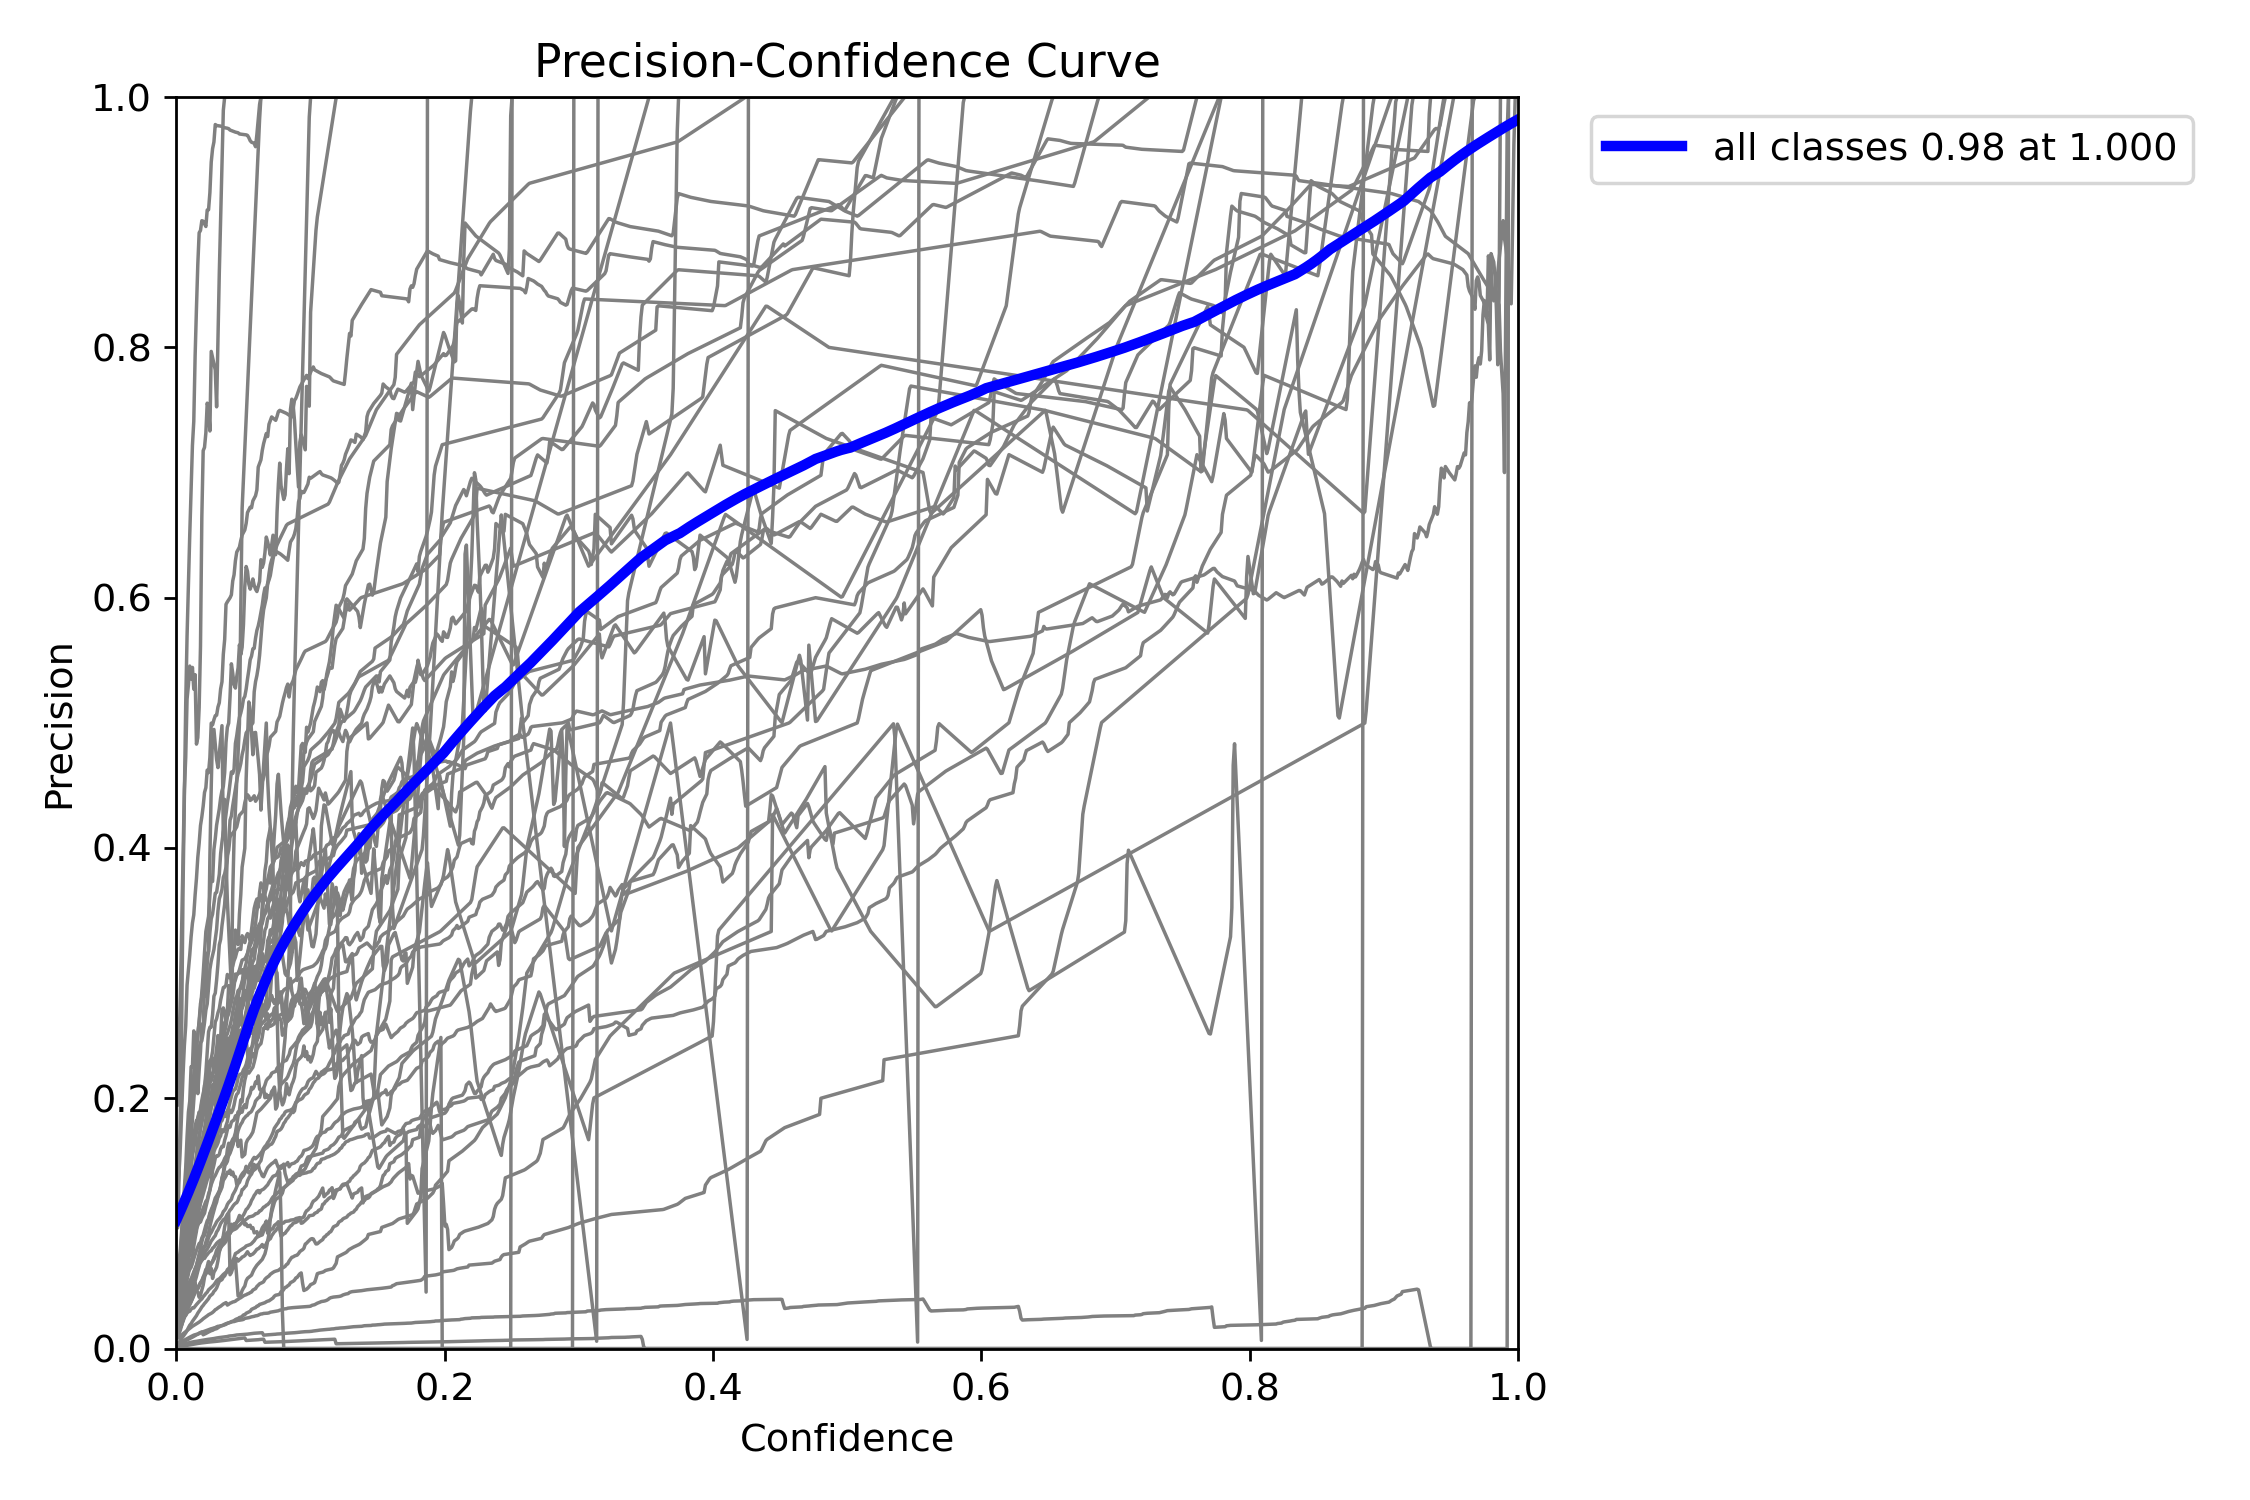 Precision-Confidence Curve
1.0
0.8
0.6
0.4
0.2
0.0
Precision
0.0 0.2 0.4 0.6 0.8 1.0
Confidence
all classes 0.98 at 1.000